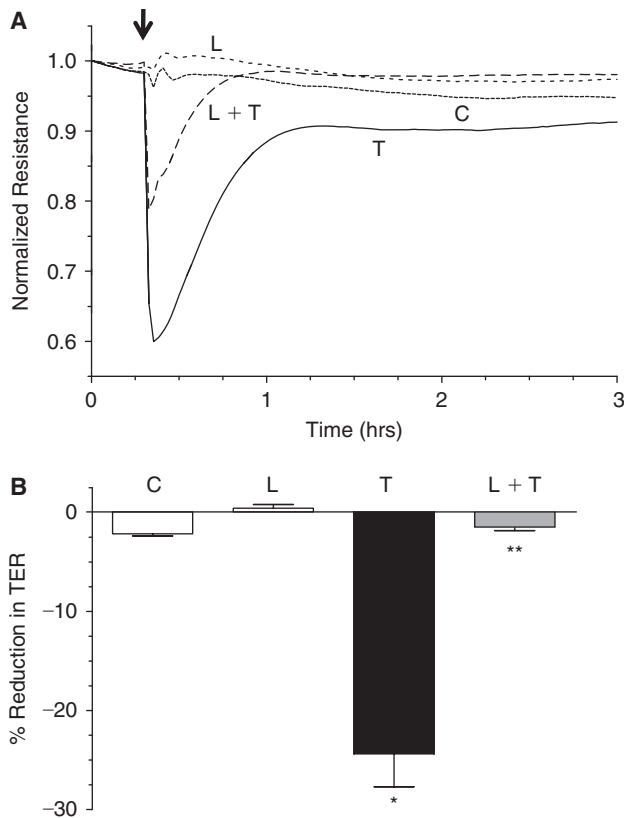 A
L
1.0
L + T
C
0.9
T
0.8
0.7
0.6
Normalized Resistance
0 1 2 3
Time (hrs)
B
C L T L + T
0
**
−10
−20
−30
*
% Reduction in TER